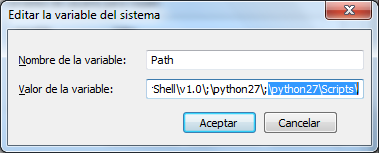 Editar la variable del sistema
Nombre de la variable: Path
Valor de la variable: Shell\v1.0\;\python27\;\python27\Scripts\
Aceptar Cancelar